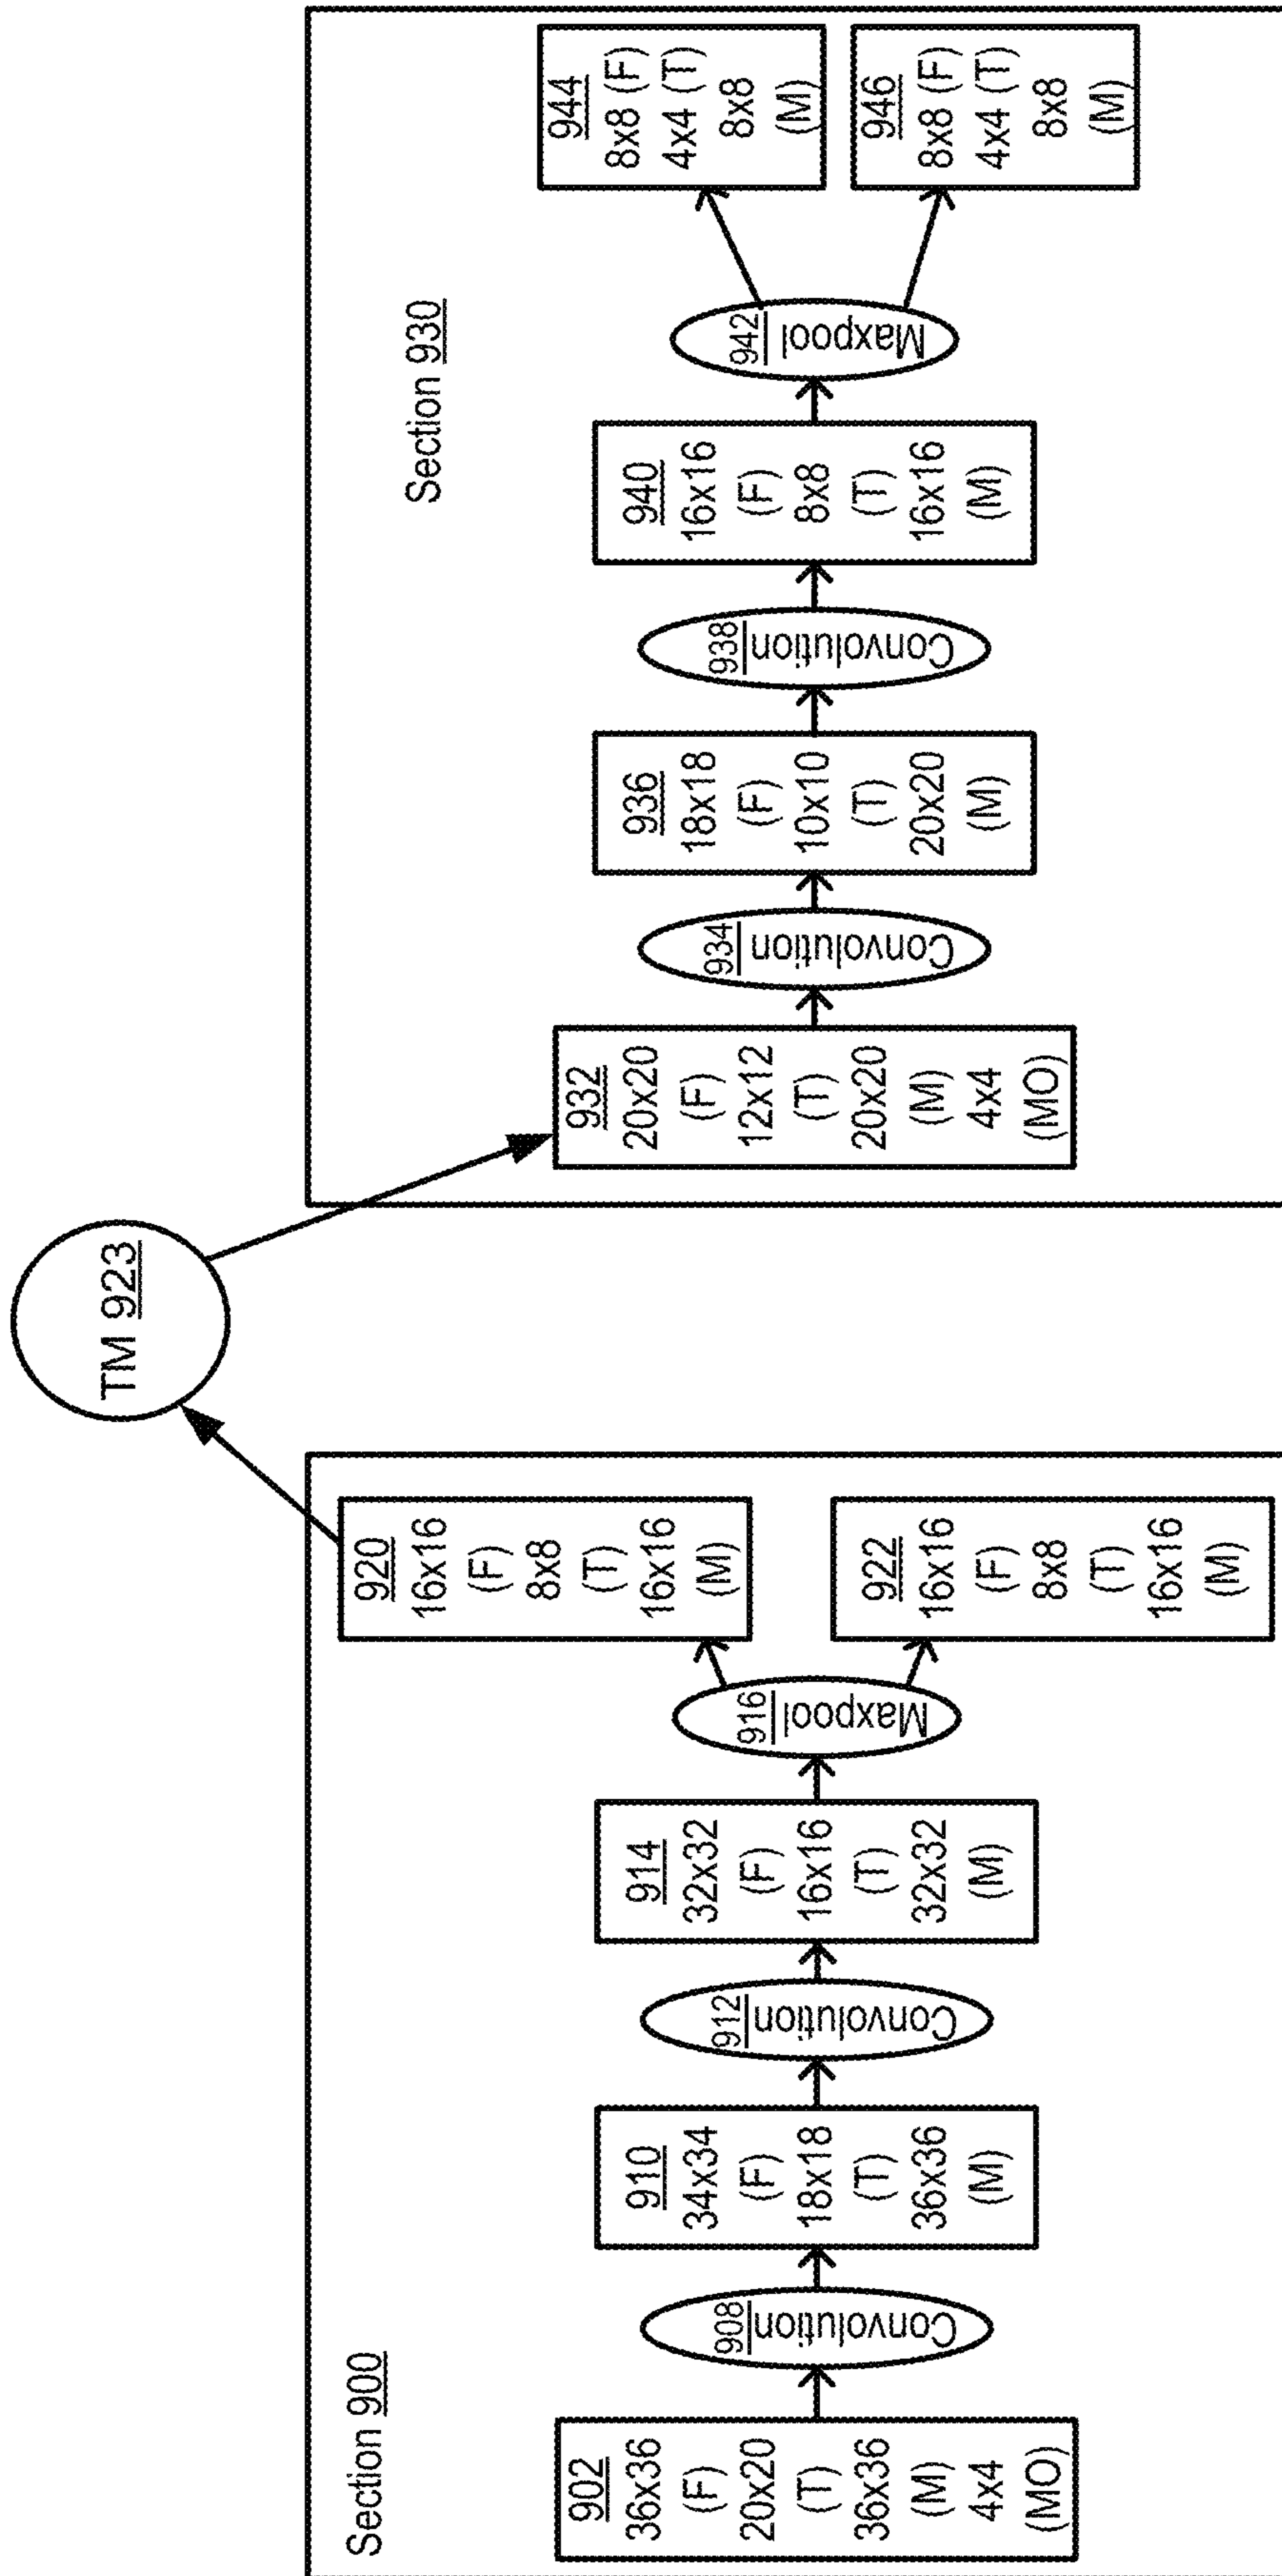 TM 923
Section 900
902
36x36
(F)
20x20
(T)
36x36
(M)
4x4
(MO)
908
Convolution
910
34x34
(F)
18x18
(T)
36x36
(M)
912
Convolution
914
32x32
(F)
16x16
(T)
32x32
(M)
916
Maxpool
920
16x16
(F)
8x8
(T)
16x16
(M)
922
16x16
(F)
8x8
(T)
16x16
(M)
Section 930
932
20x20
(F)
12x12
(T)
20x20
(M)
4x4
(MO)
934
Convolution
936
18x18
(F)
10x10
(T)
20x20
(M)
938
Convolution
940
16x16
(F)
8x8
(T)
16x16
(M)
942
Maxpool
944
8x8 (F)
4x4 (T)
8x8
(M)
946
8x8 (F)
4x4 (T)
8x8
(M)